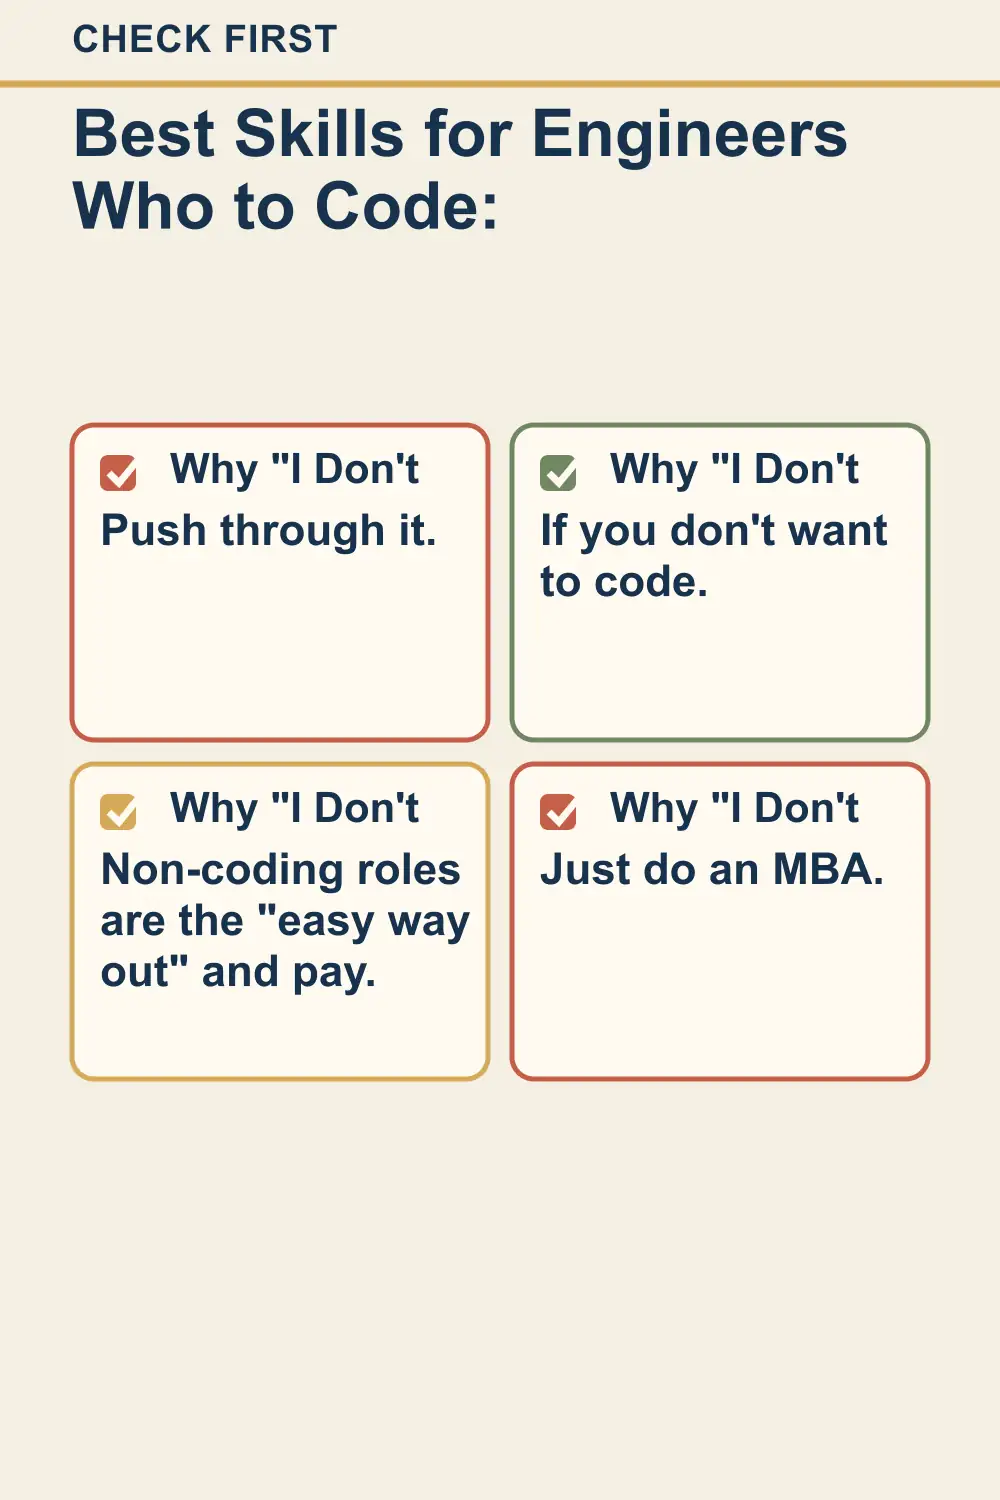 CHECK FIRST
Best Skills for Engineers
Who to Code:
Why "I Don't
Push through it.
Why "I Don't
If you don't want
to code.
Why "I Don't
Non-coding roles
are the "easy way
out" and pay.
Why "I Don't
Just do an MBA.